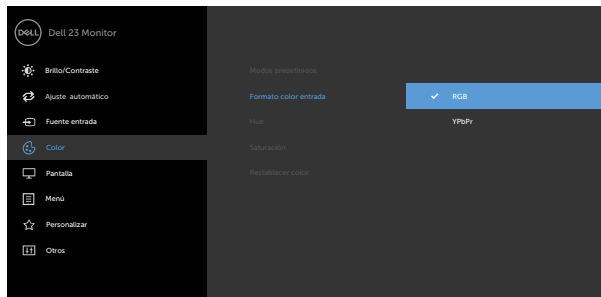 DELL Dell 23 Monitor
Brillo/Contraste
Modos predefinidos
Ajuste automático
Formato color entrada
RGB
Fuente entrada
Hue
YPbPr
Color
Saturación
Pantalla
Restablecer color
Menú
Personalizar
Otros